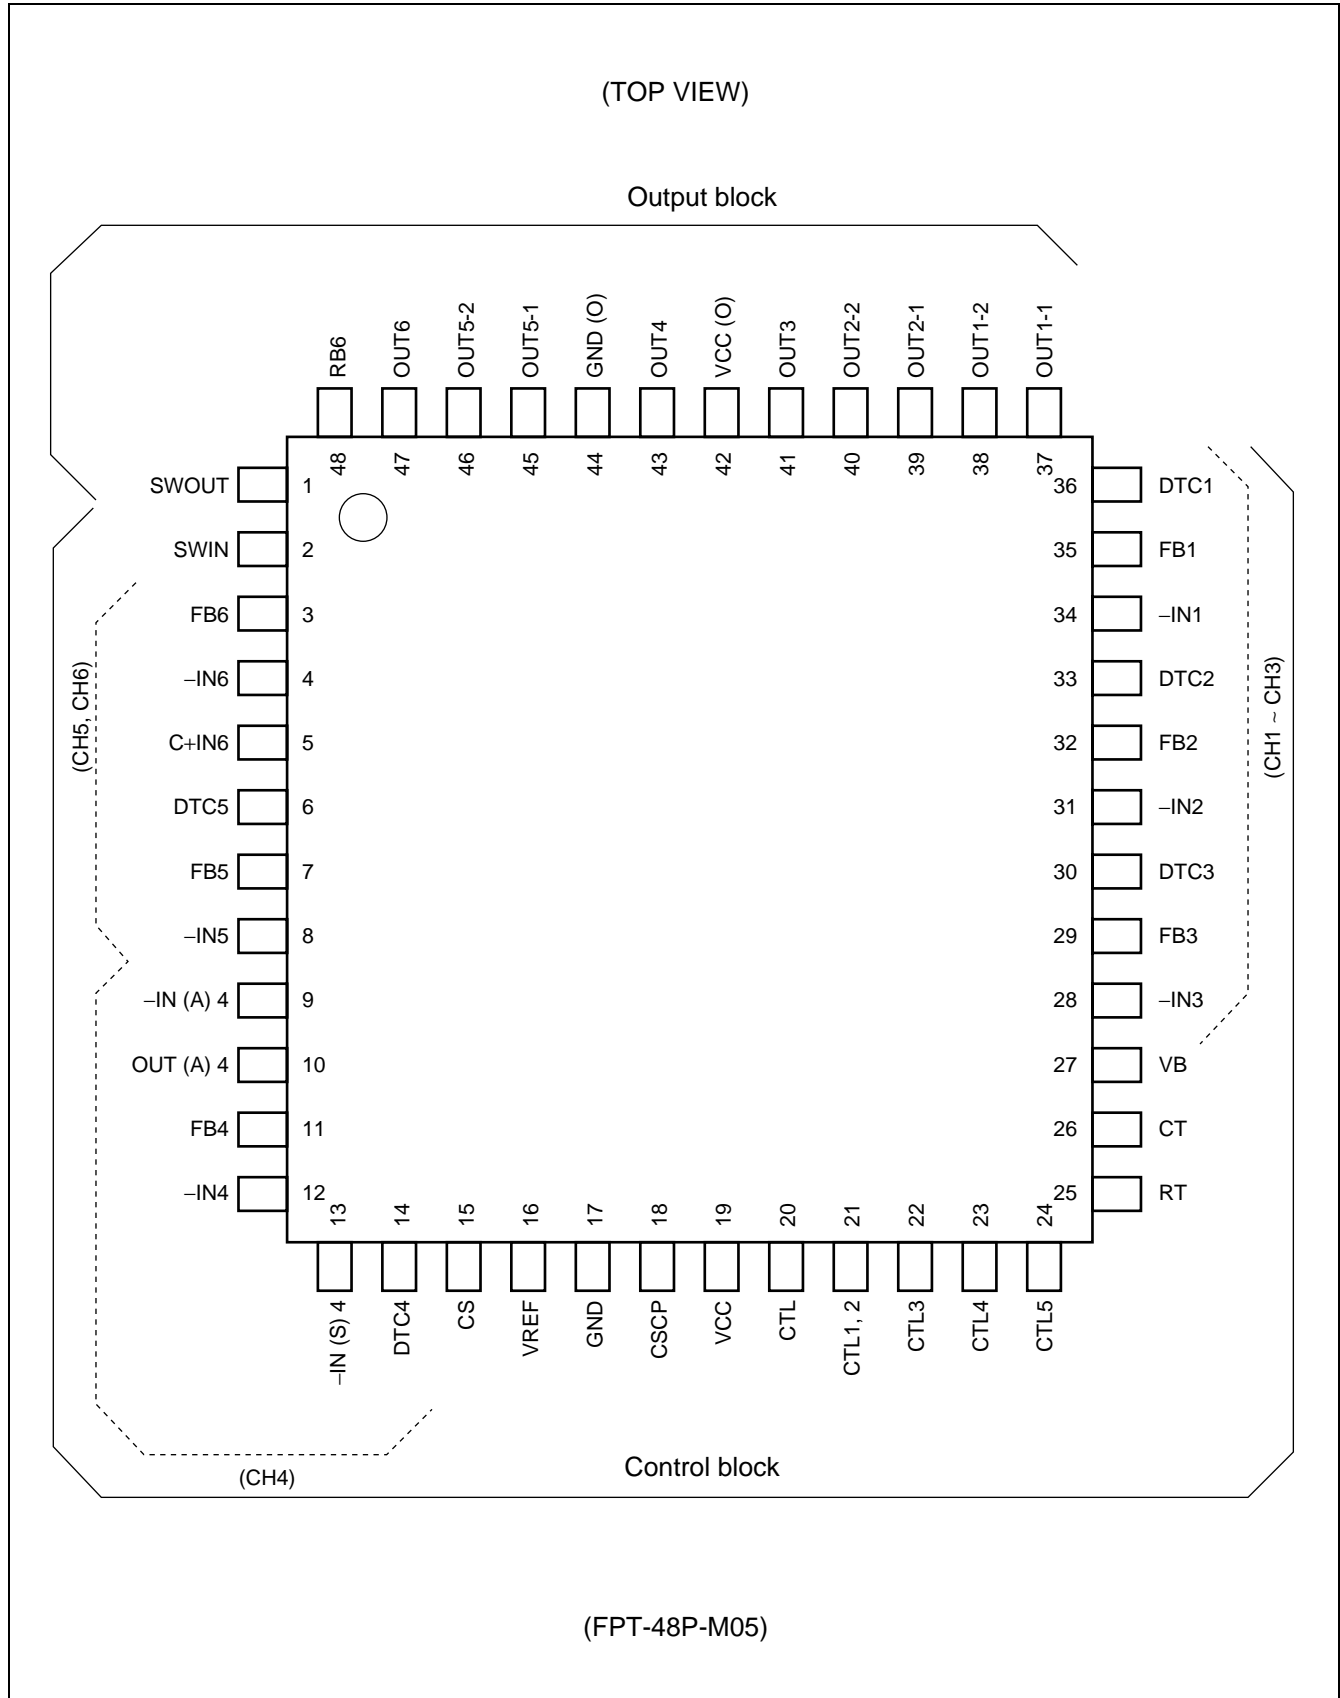 (TOP VIEW)
Output block
RB6
OUT6
OUT5-2
OUT5-1
GND (O)
OUT4
VCC (O)
OUT3
OUT2-2
OUT2-1
OUT1-2
OUT1-1
48
47
46
45
44
43
42
41
40
39
38
37
SWOUT 1
SWIN 2
FB6 3
−IN6 4
C+IN6 5
DTC5 6
FB5 7
−IN5 8
−IN (A) 4 9
OUT (A) 4 10
FB4 11
−IN4 12
(CH5, CH6)
36 DTC1
35 FB1
34 −IN1
33 DTC2
32 FB2
31 −IN2
30 DTC3
29 FB3
28 −IN3
27 VB
26 CT
25 RT
(CH1 ~ CH3)
13
14
15
16
17
18
19
20
21
22
23
24
−IN (S) 4
DTC4
CS
VREF
GND
CSCP
VCC
CTL
CTL1, 2
CTL3
CTL4
CTL5
(CH4)
Control block
(FPT-48P-M05)